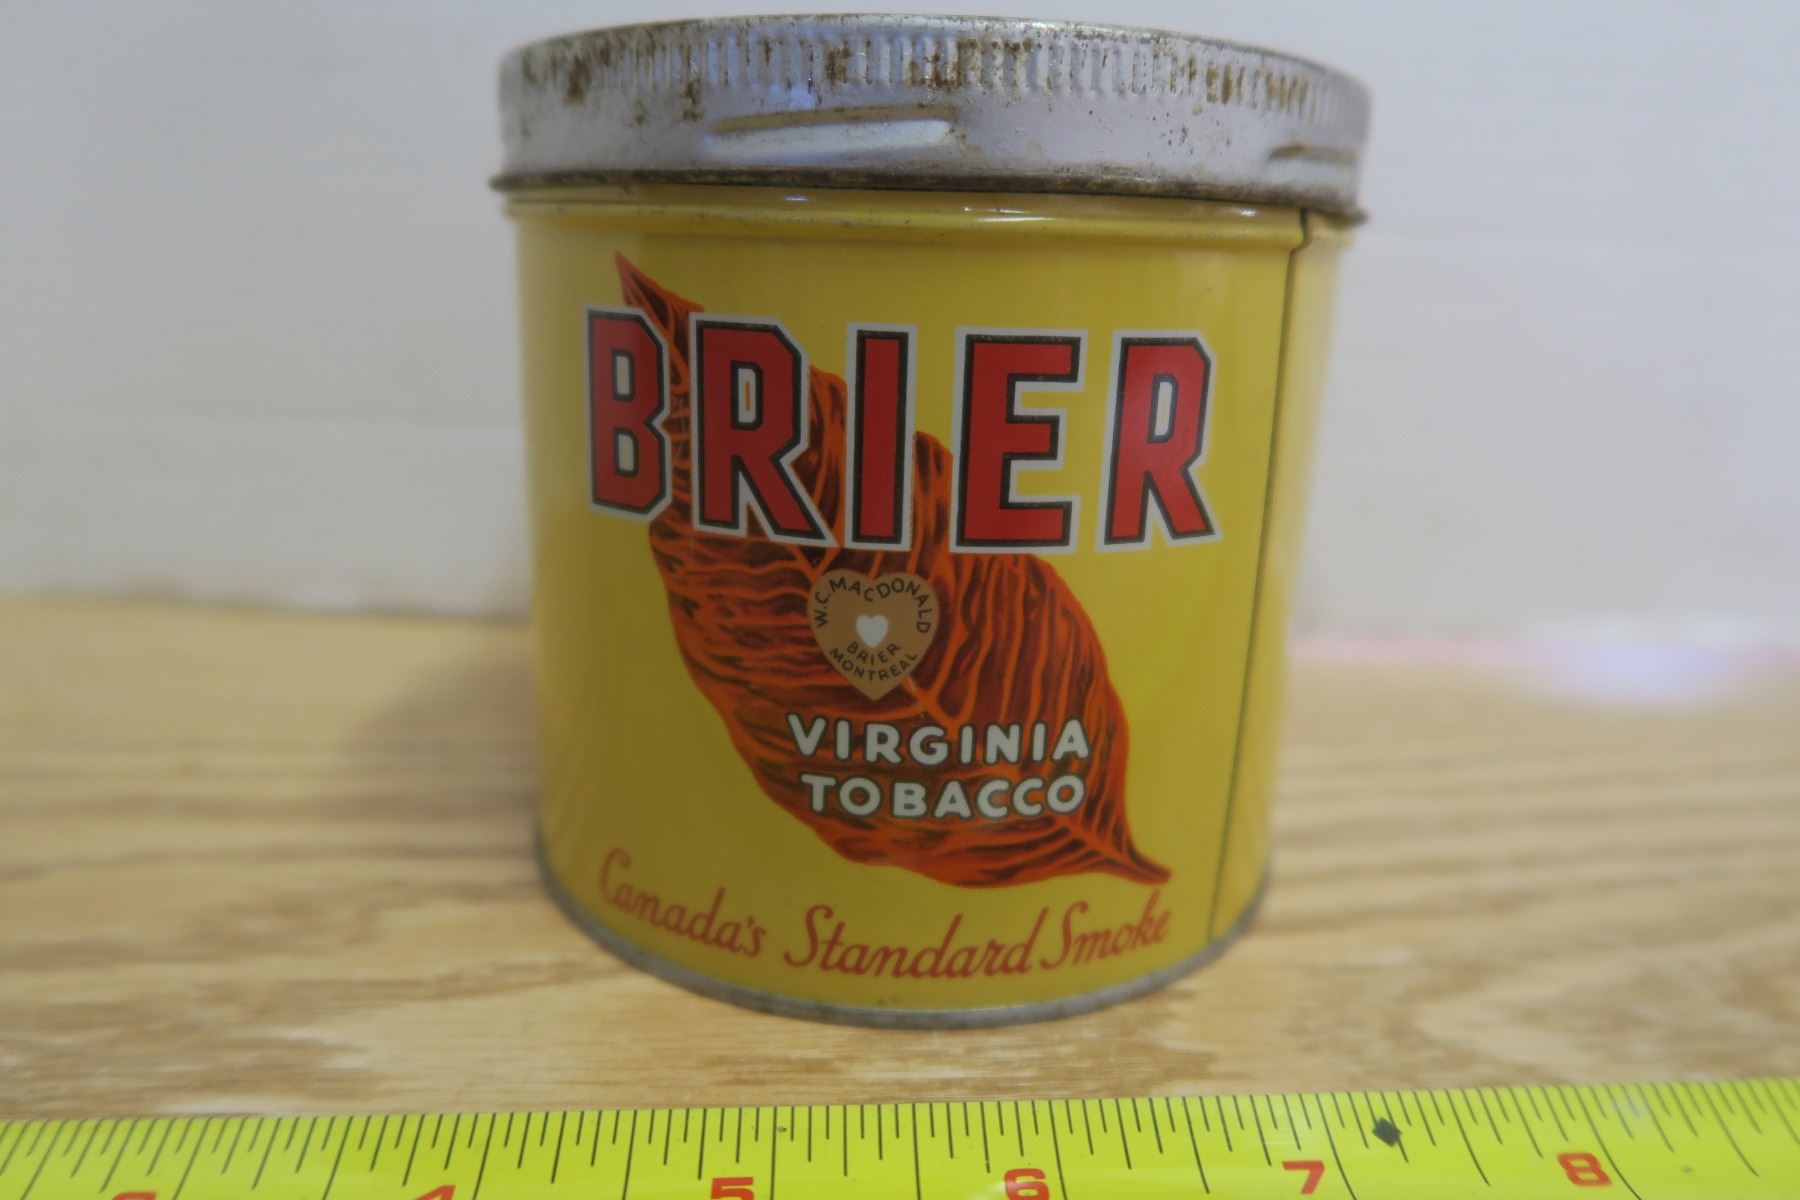 BRIER
W.C. MACDONALD
BRIER
MONTREAL
VIRGINIA
TOBACCO
Canada's Standard Smoke
5 6 7 8